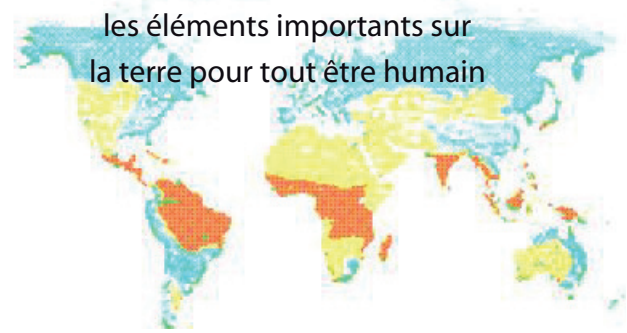 les éléments importants sur
la terre pour tout être humain